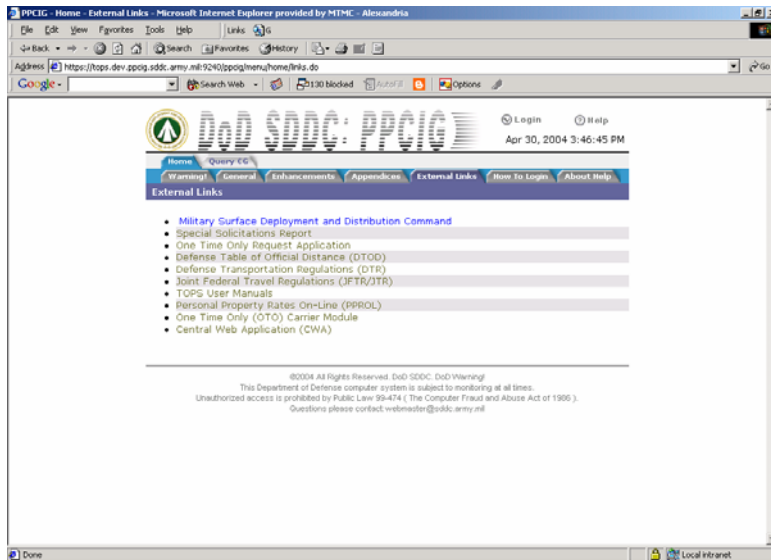 PPCIG - Home - External Links - Microsoft Internet Explorer provided by MTMC - Alexandria
File Edit View Favorites Tools Help Links G
Back Search Favorites History
Address https://tops.dev.ppcig.sddc.army.mil:9240/ppcig/menu/home/links.do Go
Google Search Web 130 blocked AutoFill Options
DoD SDDC: PPCIG
Login Help
Apr 30, 2004 3:46:45 PM
Home Query CG
Warning! General Enhancements Appendices External Links How To Login About Help
External Links
Military Surface Deployment and Distribution Command
Special Solicitations Report
One Time Only Request Application
Defense Table of Official Distance (DTOD)
Defense Transportation Regulations (DTR)
Joint Federal Travel Regulations (JFTR/JTR)
TOPS User Manuals
Personal Property Rates On-Line (PPROL)
One Time Only (OTO) Carrier Module
Central Web Application (CWA)
©2004 All Rights Reserved. DoD SDDC. DoD Warning!
This Department of Defense computer system is subject to monitoring at all times.
Unauthorized access is prohibited by Public Law 99-474 ( The Computer Fraud and Abuse Act of 1986 ).
Questions please contact webmaster@sddc.army.mil
Done Local intranet